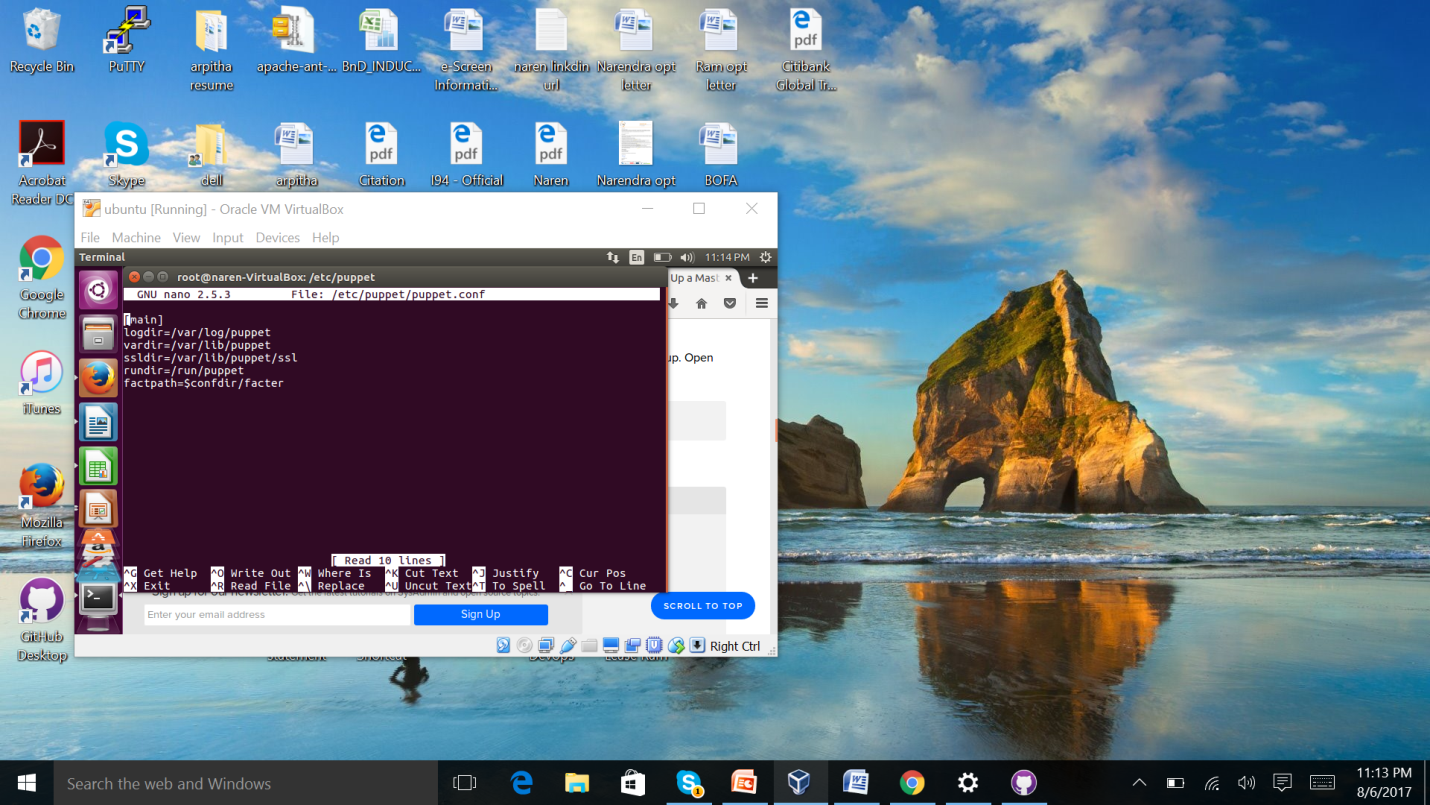 Recycle Bin
PuTTY
arpitha
resume
apache-ant-...
BnD_INDUC...
e-Screen
Informati...
naren linkdin
url
Narendra opt
letter
Ram opt
letter
Citibank
Global Tr...
Acrobat
Reader DC
Skype
dell
arpitha
Citation
I94 - Official
Naren
Narendra opt
BOFA
Google
Chrome
iTunes
Mozilla
Firefox
GitHub
Desktop
ubuntu [Running] - Oracle VM VirtualBox
File Machine View Input Devices Help
Terminal
En
11:14 PM
root@naren-VirtualBox: /etc/puppet
Up a Mast
GNU nano 2.5.3 File: /etc/puppet/puppet.conf
[main]
logdir=/var/log/puppet
vardir=/var/lib/puppet
ssldir=/var/lib/puppet/ssl
rundir=/run/puppet
factpath=$confdir/facter
up. Open
[ Read 10 lines ]
^G Get Help ^O Write Out ^W Where Is ^K Cut Text ^J Justify ^C Cur Pos
^X Exit ^R Read File ^\ Replace ^U Uncut Text ^T To Spell ^_ Go To Line
Enter your email address
Sign Up
SCROLL TO TOP
Right Ctrl
Search the web and Windows
11:13 PM
8/6/2017